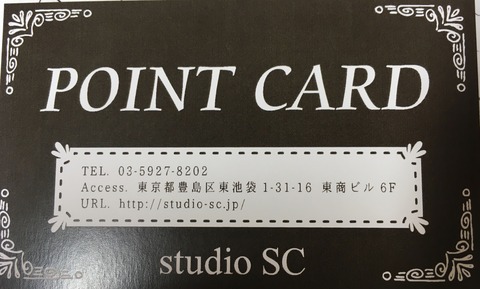 POINT CARD
TEL. 03-5927-8202
Access. 東京都豊島区東池袋 1-31-16 東商ビル 6F
URL. http://studio-sc.jp/
studio SC